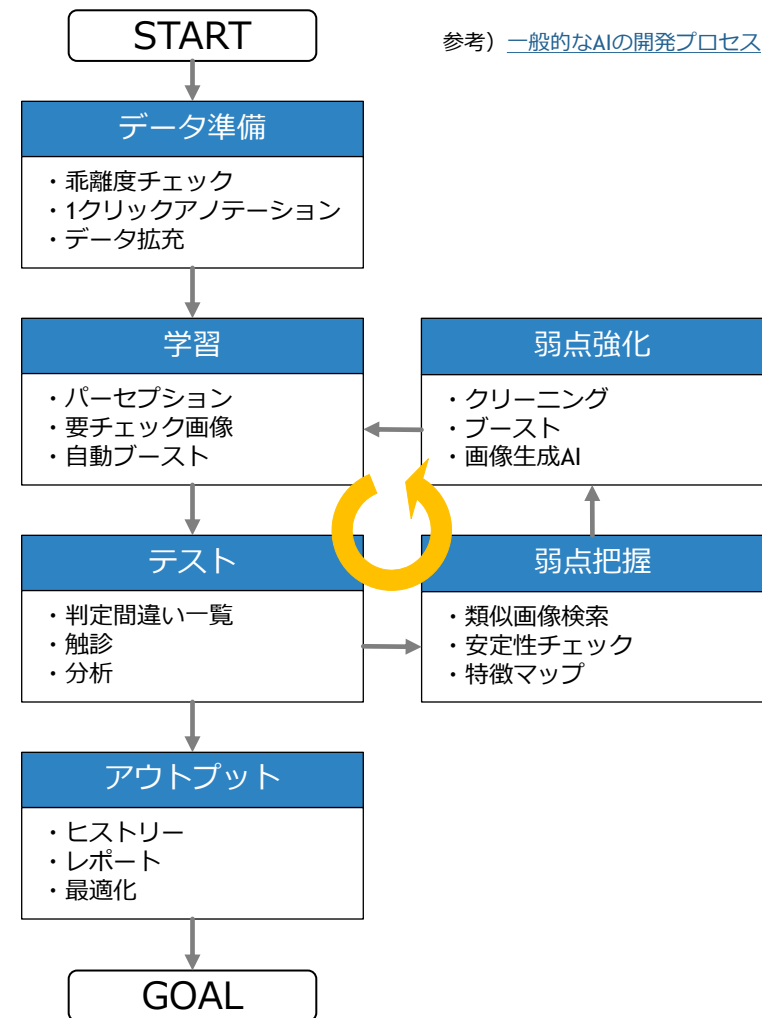 START
参考）一般的なAIの開発プロセス
データ準備
・乖離度チェック
・1クリックアノテーション
・データ拡充
学習
・パーセプション
・要チェック画像
・自動ブースト
弱点強化
・クリーニング
・ブースト
・画像生成AI
テスト
・判定間違い一覧
・触診
・分析
弱点把握
・類似画像検索
・安定性チェック
・特徴マップ
アウトプット
・ヒストリー
・レポート
・最適化
GOAL